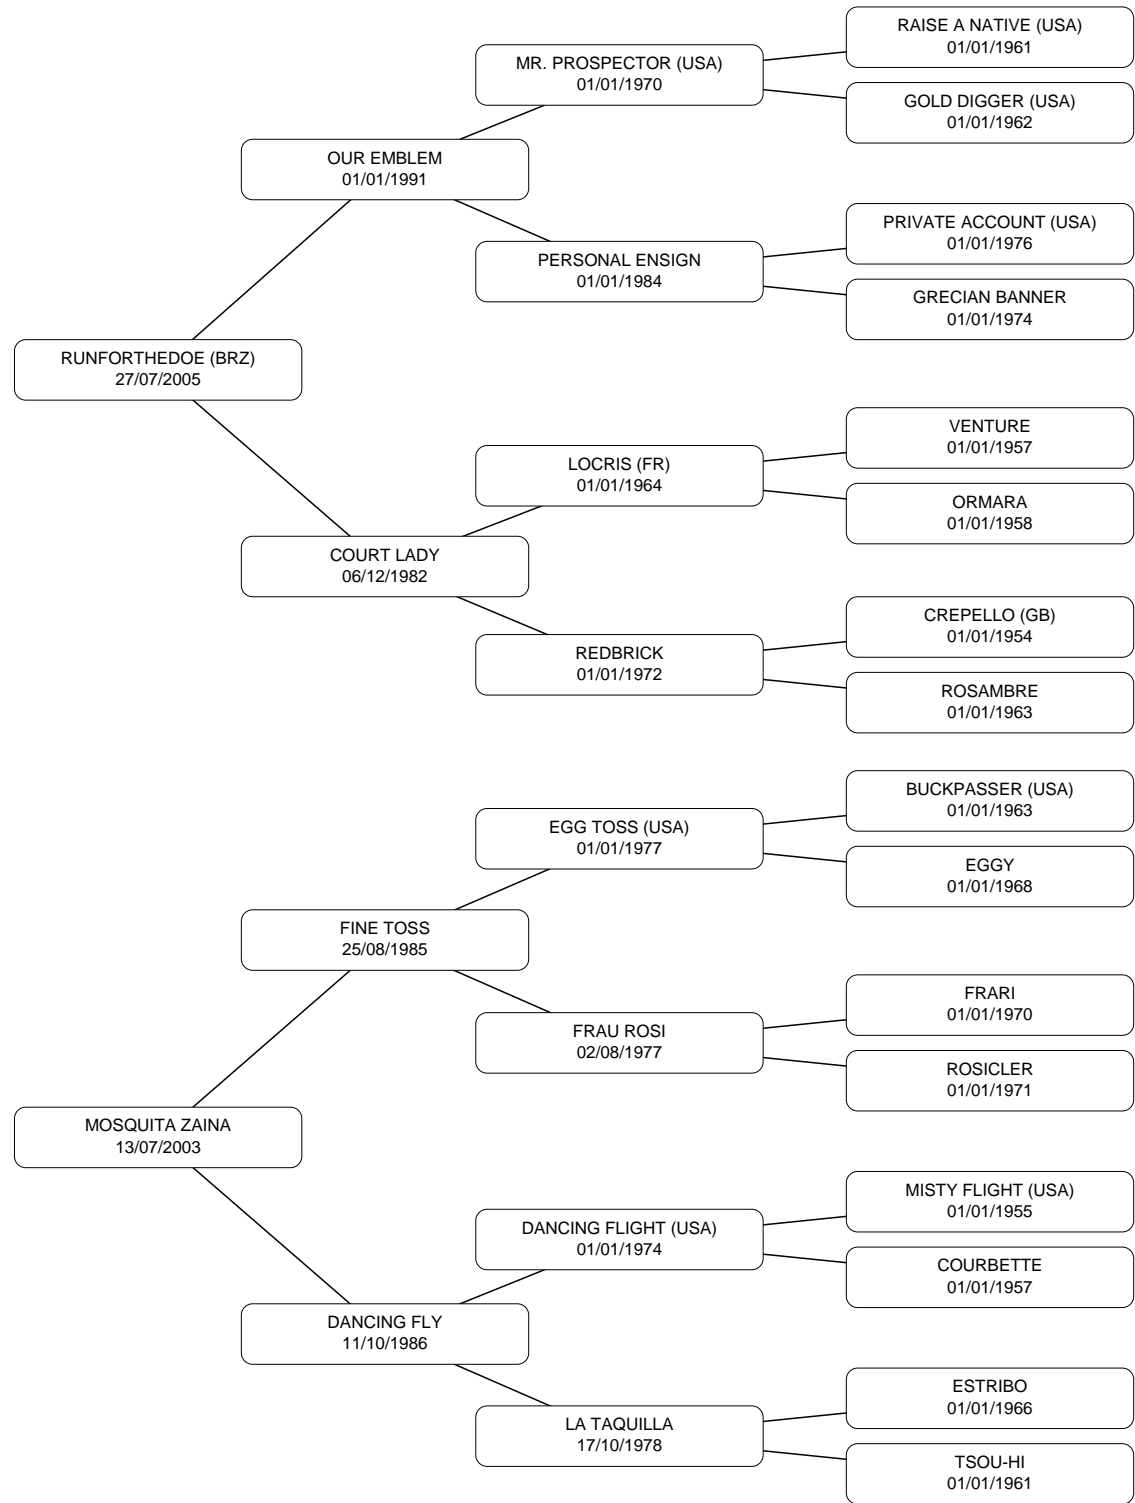 RAISE A NATIVE (USA)
01/01/1961
MR. PROSPECTOR (USA)
01/01/1970
GOLD DIGGER (USA)
01/01/1962
OUR EMBLEM
01/01/1991
PRIVATE ACCOUNT (USA)
01/01/1976
PERSONAL ENSIGN
01/01/1984
GRECIAN BANNER
01/01/1974
RUNFORTHEDOE (BRZ)
27/07/2005
VENTURE
01/01/1957
LOCRIS (FR)
01/01/1964
ORMARA
01/01/1958
COURT LADY
06/12/1982
CREPELLO (GB)
01/01/1954
REDBRICK
01/01/1972
ROSAMBRE
01/01/1963
BUCKPASSER (USA)
01/01/1963
EGG TOSS (USA)
01/01/1977
EGGY
01/01/1968
FINE TOSS
25/08/1985
FRARI
01/01/1970
FRAU ROSI
02/08/1977
ROSICLER
01/01/1971
MOSQUITA ZAINA
13/07/2003
MISTY FLIGHT (USA)
01/01/1955
DANCING FLIGHT (USA)
01/01/1974
COURBETTE
01/01/1957
DANCING FLY
11/10/1986
ESTRIBO
01/01/1966
LA TAQUILLA
17/10/1978
TSOU-HI
01/01/1961